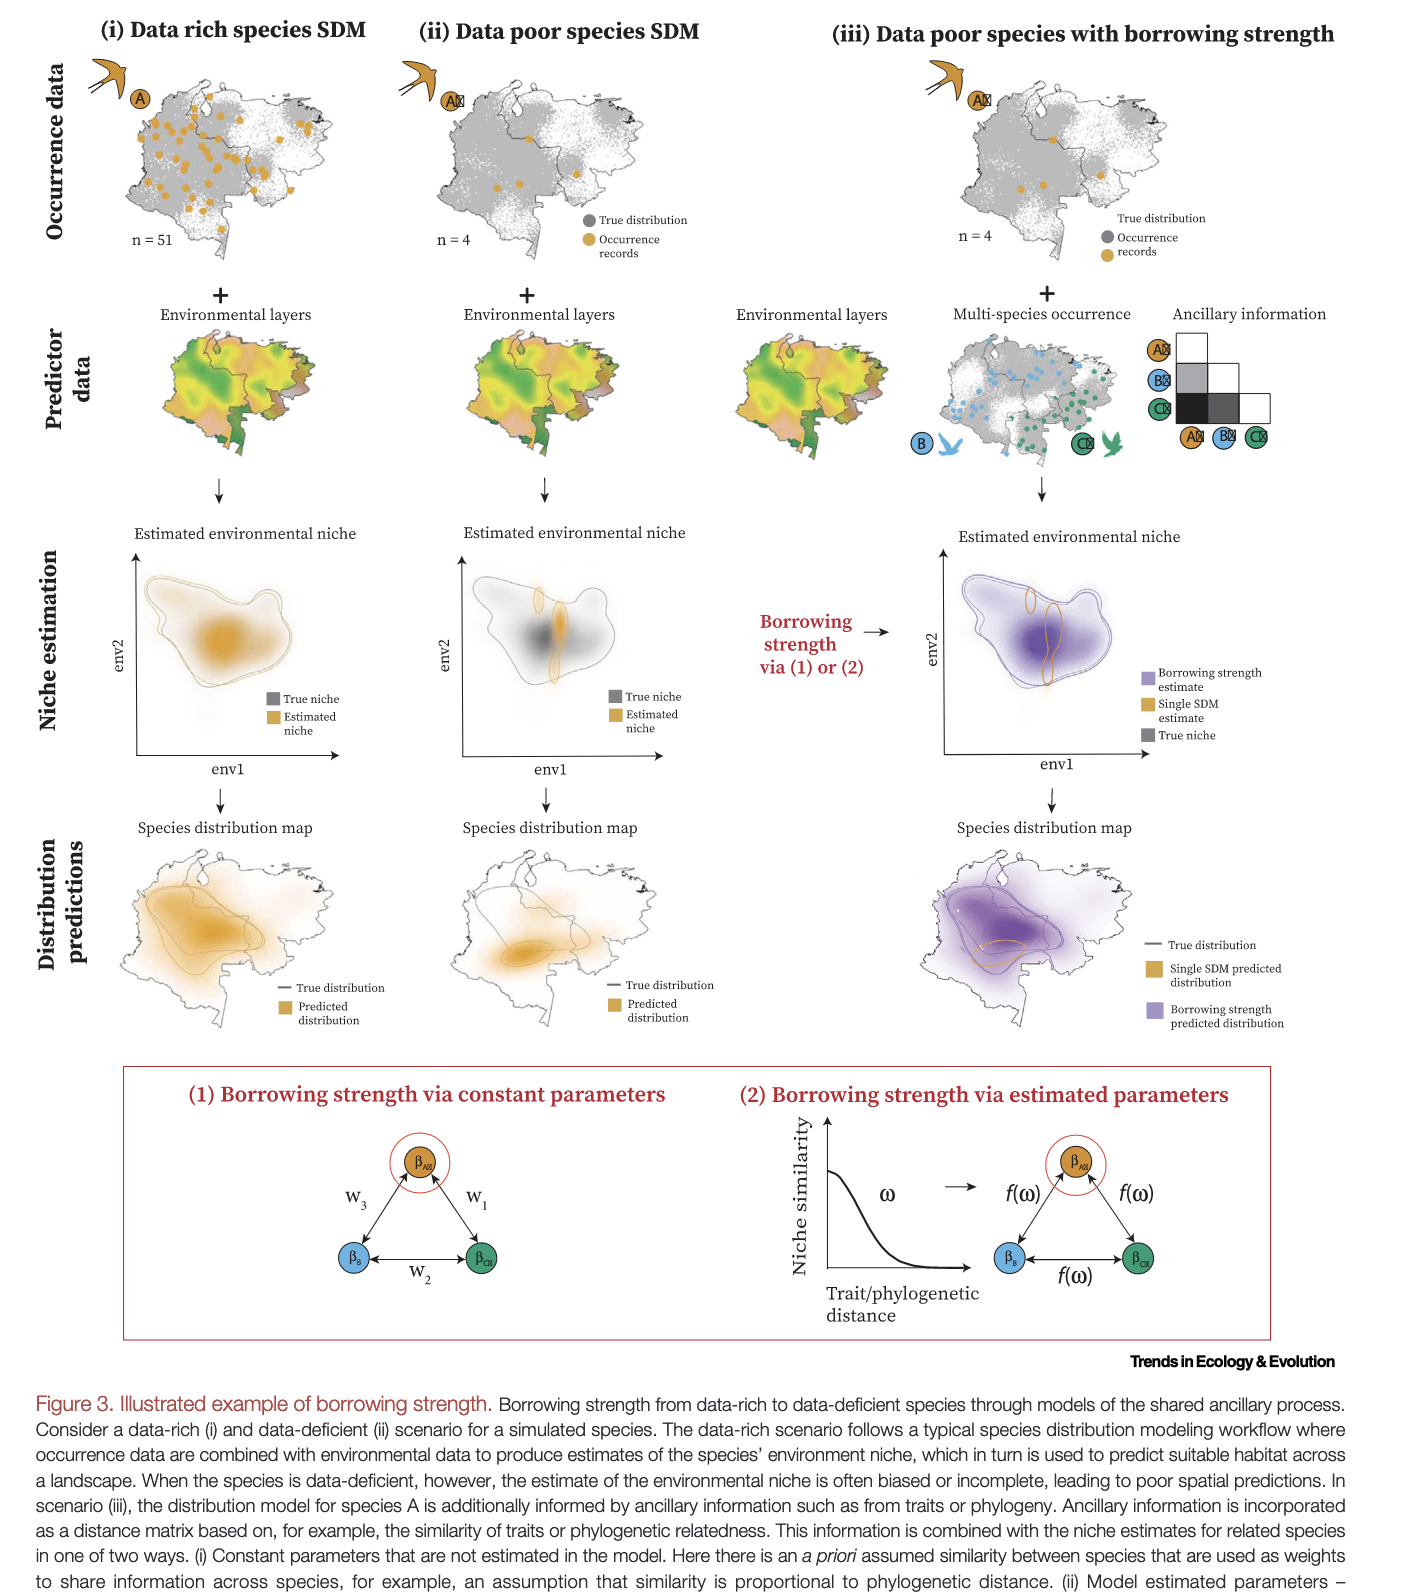 (i) Data rich species SDM
(ii) Data poor species SDM
(iii) Data poor species with borrowing strength
Occurrence data
A
n = 51
A
n = 4
True distribution
Occurrence
records
A
n = 4
True distribution
Occurrence
records
+
+
+
Predictor
data
Environmental layers
Environmental layers
Environmental layers
Multi-species occurrence
Ancillary information
B
C
A
B
C
A
B
C
Niche estimation
Estimated environmental niche
env2
env1
True niche
Estimated
niche
Estimated environmental niche
env2
env1
True niche
Estimated
niche
Borrowing
strength
via (1) or (2)
Estimated environmental niche
env2
env1
Borrowing strength
estimate
Single SDM
estimate
True niche
Distribution
predictions
Species distribution map
True distribution
Predicted
distribution
Species distribution map
True distribution
Predicted
distribution
Species distribution map
True distribution
Single SDM predicted
distribution
Borrowing strength
predicted distribution
(1) Borrowing strength via constant parameters
βA
W3
W1
βB
βC
W2
(2) Borrowing strength via estimated parameters
Niche similarity
ω
Trait/phylogenetic
distance
βA
f(ω)
f(ω)
βB
βC
f(ω)
Trends in Ecology & Evolution
Figure 3. Illustrated example of borrowing strength. Borrowing strength from data-rich to data-deficient species through models of the shared ancillary process.
Consider a data-rich (i) and data-deficient (ii) scenario for a simulated species. The data-rich scenario follows a typical species distribution modeling workflow where
occurrence data are combined with environmental data to produce estimates of the species' environment niche, which in turn is used to predict suitable habitat across
a landscape. When the species is data-deficient, however, the estimate of the environmental niche is often biased or incomplete, leading to poor spatial predictions. In
scenario (iii), the distribution model for species A is additionally informed by ancillary information such as from traits or phylogeny. Ancillary information is incorporated
as a distance matrix based on, for example, the similarity of traits or phylogenetic relatedness. This information is combined with the niche estimates for related species
in one of two ways. (i) Constant parameters that are not estimated in the model. Here there is an a priori assumed similarity between species that are used as weights
to share information across species, for example, an assumption that similarity is proportional to phylogenetic distance. (ii) Model estimated parameters –